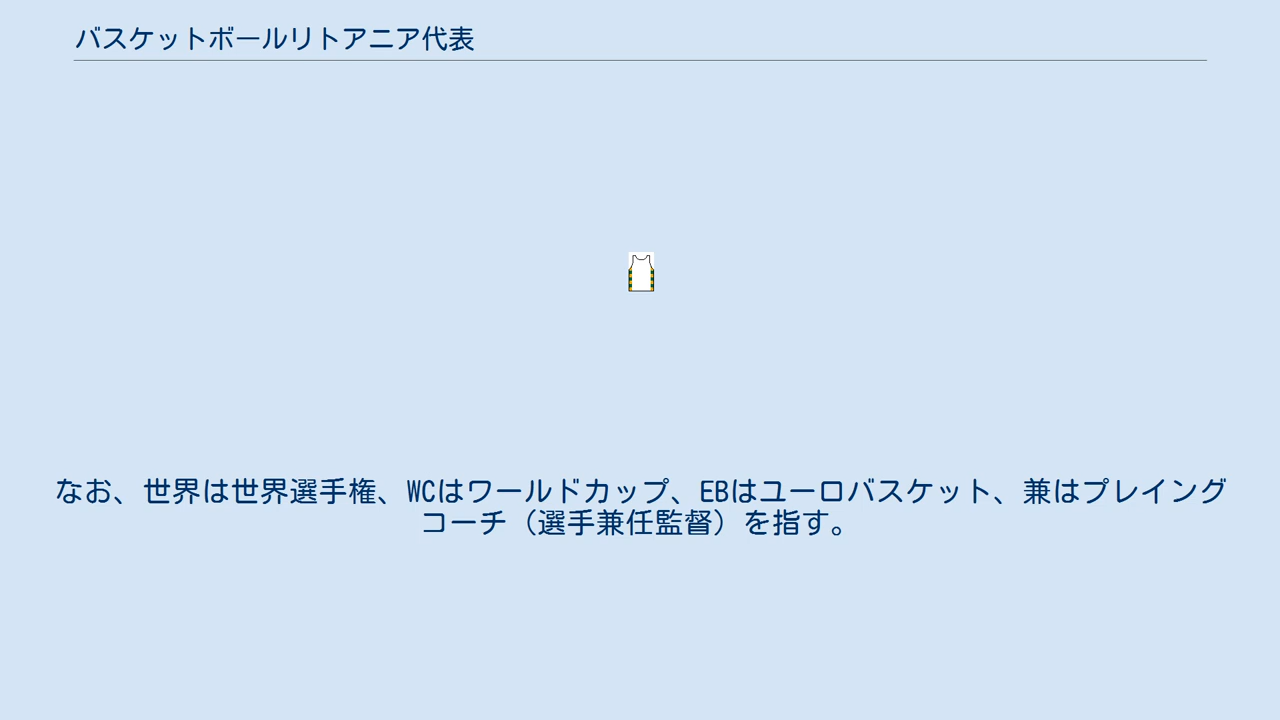 バスケットボールリトアニア代表
なお、世界は世界選手権、WCはワールドカップ、EBはユーロバスケット、兼はプレイング
コーチ（選手兼任監督）を指す。